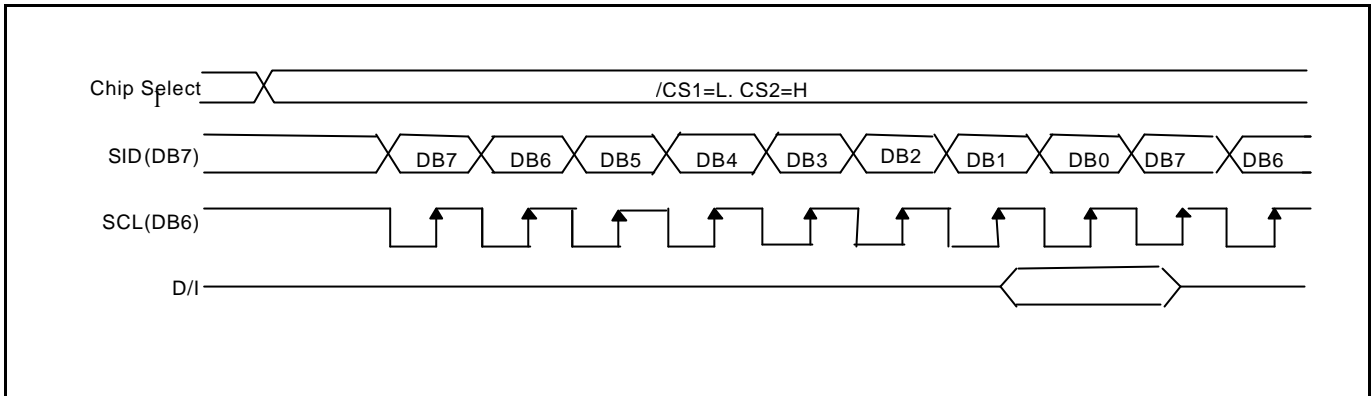 Chip Select
/CS1=L. CS2=H
SID(DB7)
DB7 DB6 DB5 DB4 DB3 DB2 DB1 DB0 DB7 DB6
SCL(DB6)
D/I